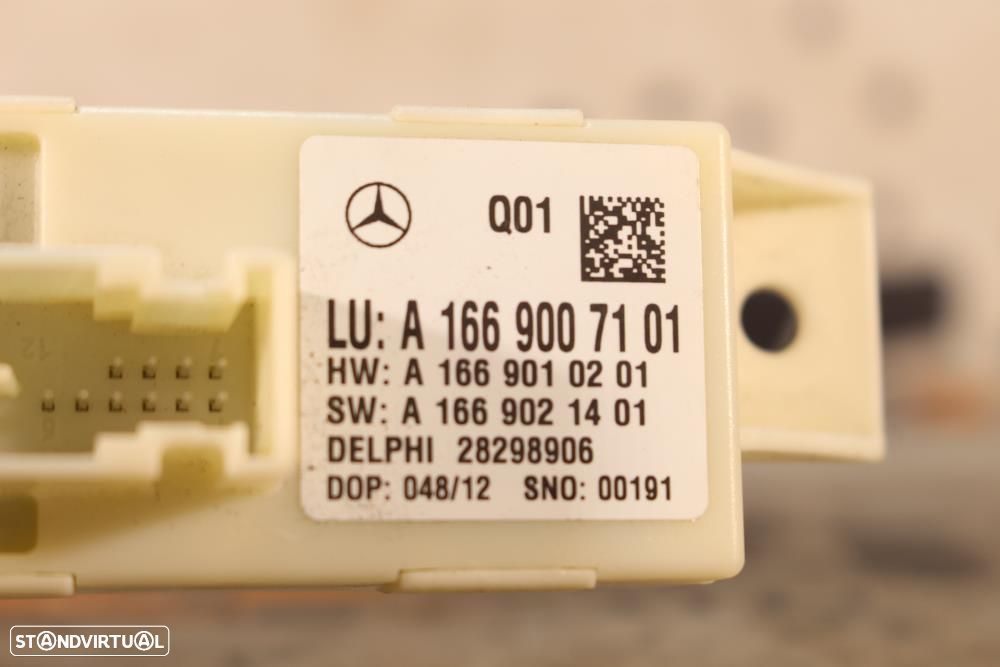 Q01
LU: A 166 900 71 01
HW: A 166 901 02 01
SW: A 166 902 14 01
DELPHI 28298906
DOP: 048/12 SNO: 00191
12
STANDVIRTUAL